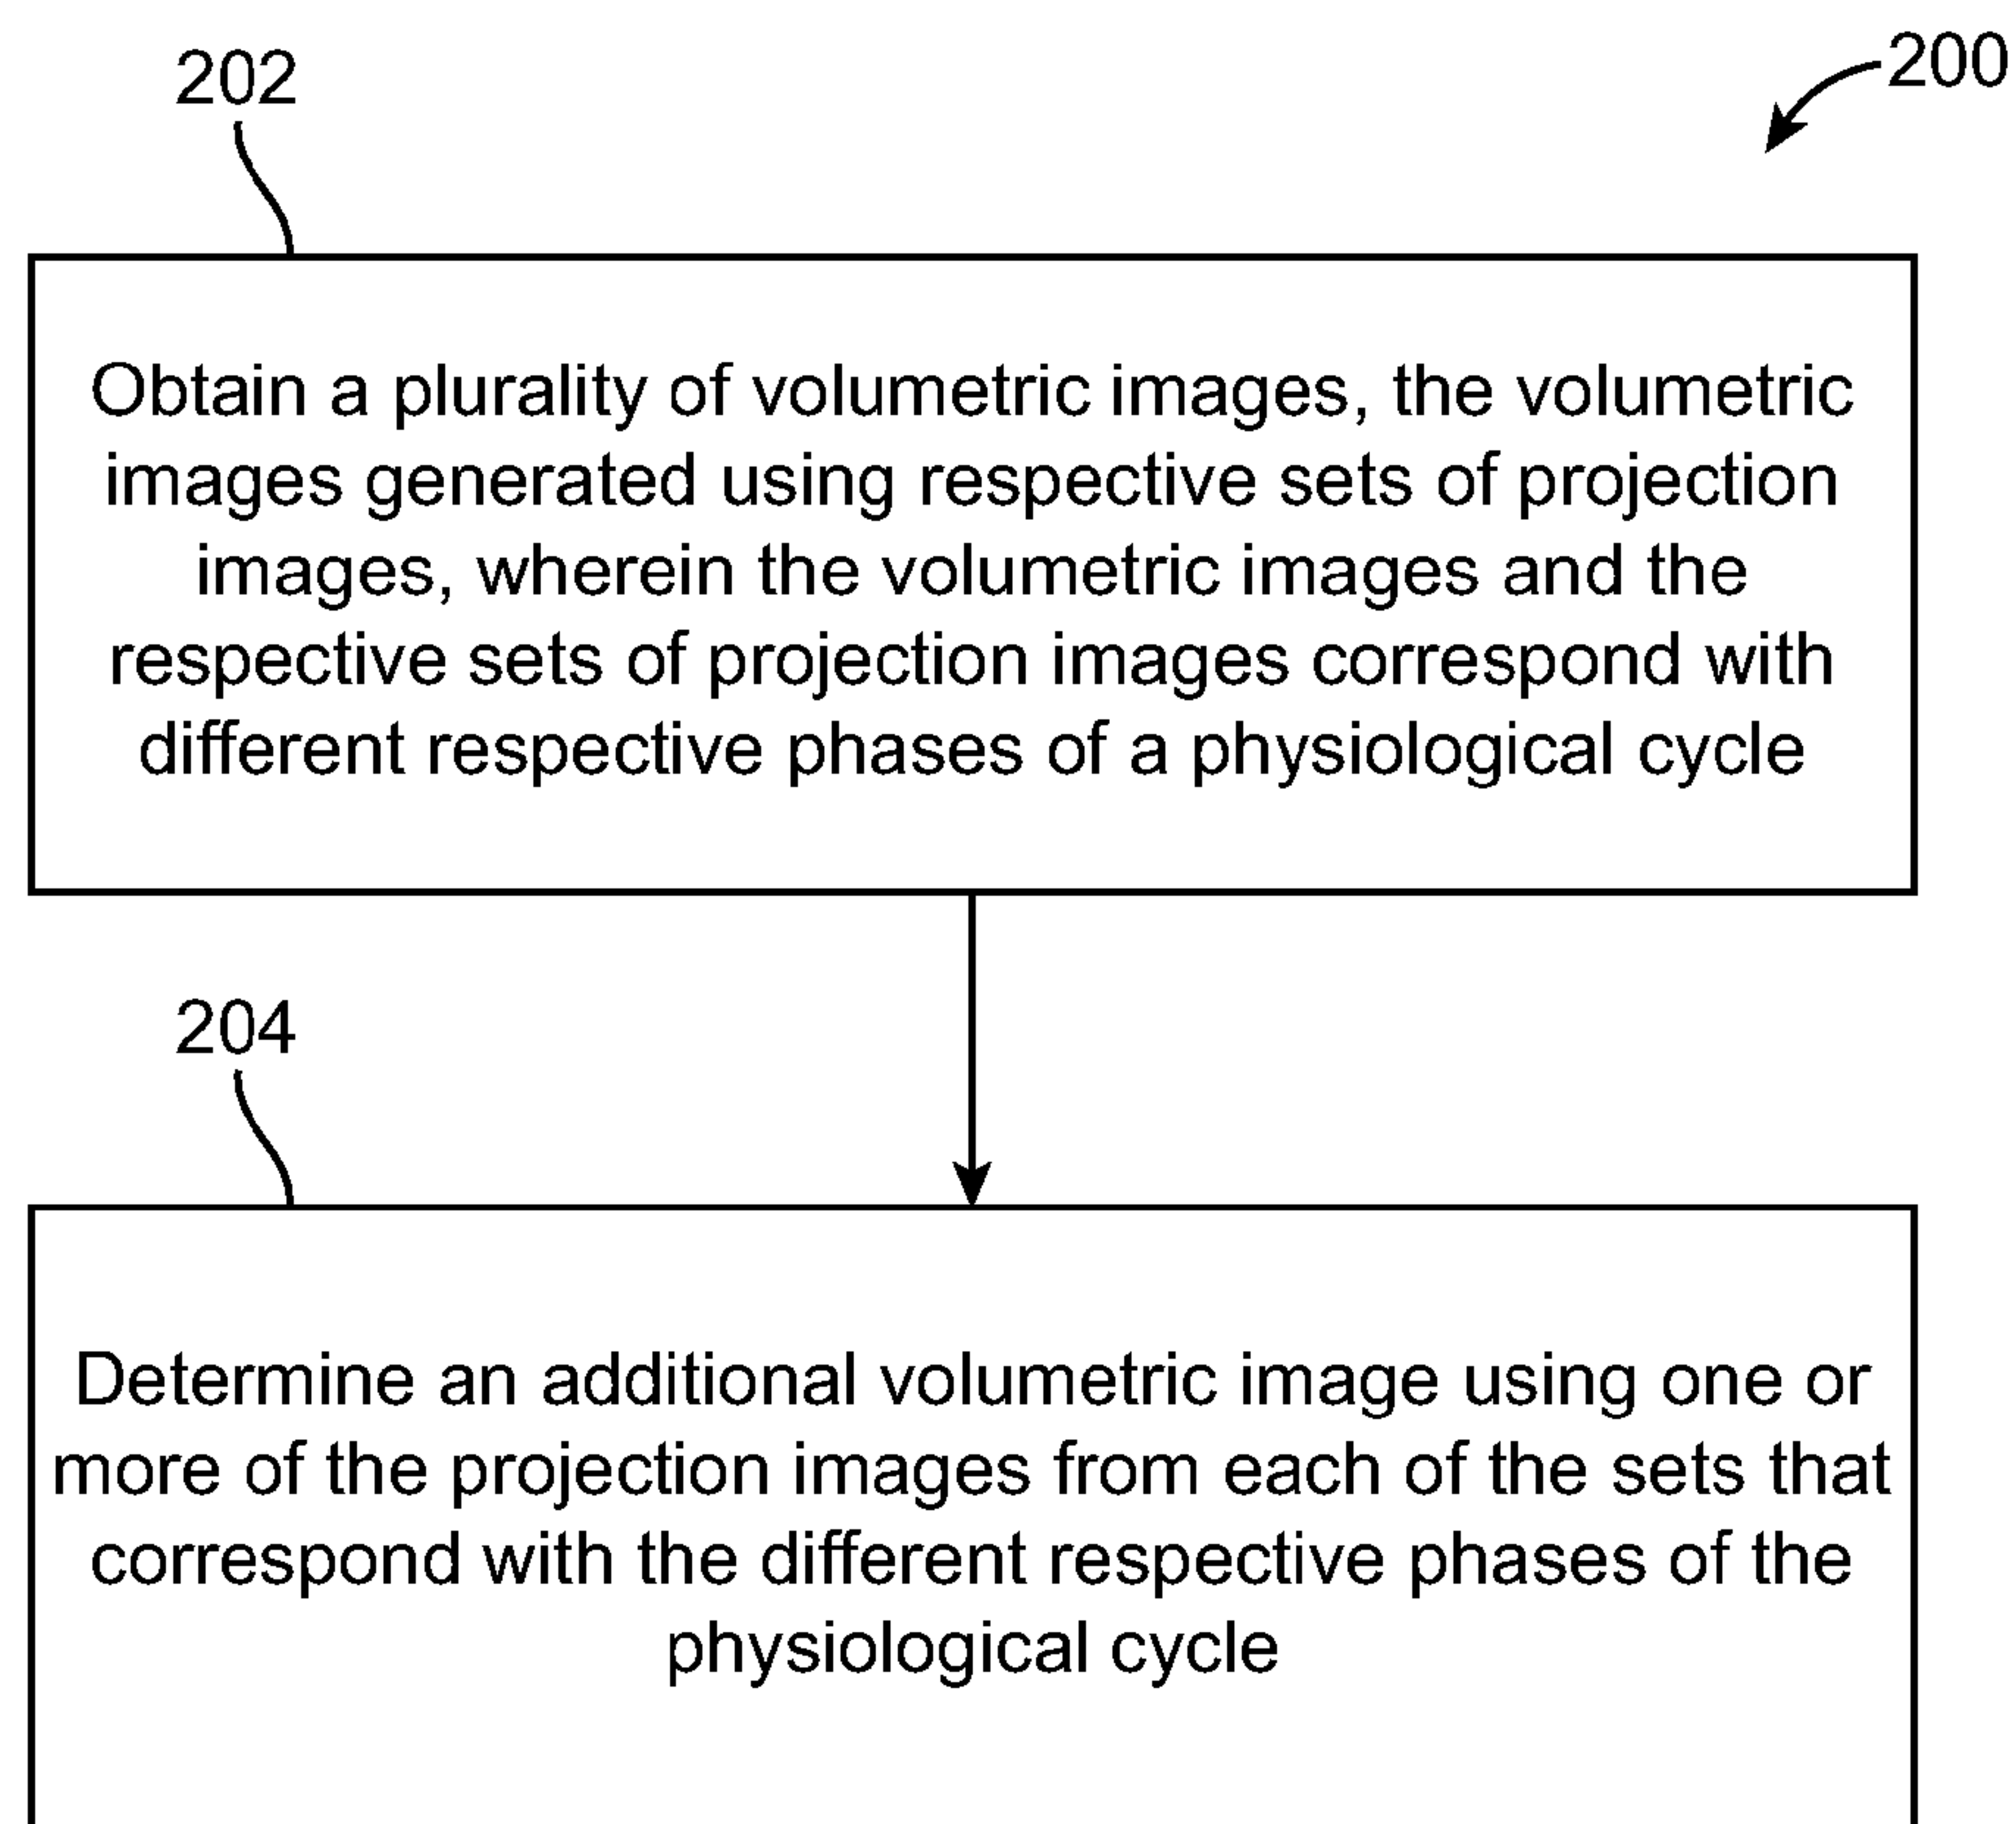 200
202
Obtain a plurality of volumetric images, the volumetric
images generated using respective sets of projection
images, wherein the volumetric images and the
respective sets of projection images correspond with
different respective phases of a physiological cycle
204
Determine an additional volumetric image using one or
more of the projection images from each of the sets that
correspond with the different respective phases of the
physiological cycle